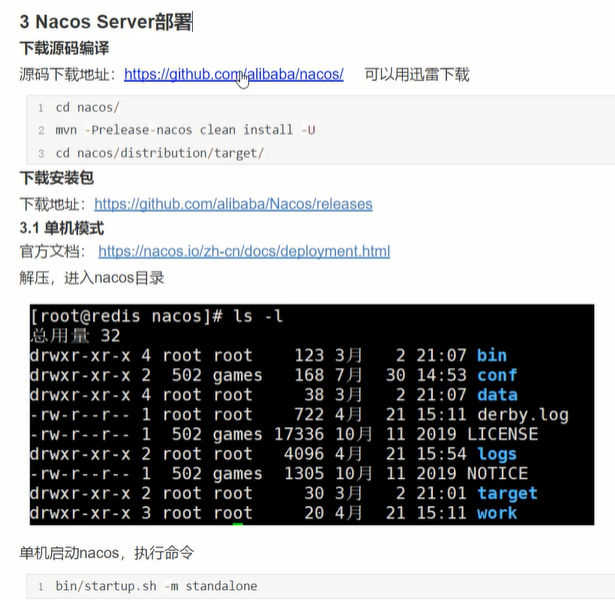 3 Nacos Server部署
下载源码编译
源码下载地址：https://github.com/alibaba/nacos/ 可以用迅雷下载
1 cd nacos/
2 mvn -Prelease-nacos clean install -U
3 cd nacos/distribution/target/
下载安装包
下载地址：https://github.com/alibaba/Nacos/releases
3.1 单机模式
官方文档： https://nacos.io/zh-cn/docs/deployment.html
解压，进入nacos目录
[root@redis nacos]# ls -l
总用量 32
drwxr-xr-x 4 root root 123 3月 2 21:07 bin
drwxr-xr-x 2 502 games 168 7月 30 14:53 conf
drwxr-xr-x 4 root root 38 3月 2 21:07 data
-rw-r--r-- 1 root root 722 4月 21 15:11 derby.log
-rw-r--r-- 1 502 games 17336 10月 11 2019 LICENSE
drwxr-xr-x 2 root root 4096 4月 21 15:54 logs
-rw-r--r-- 1 502 games 1305 10月 11 2019 NOTICE
drwxr-xr-x 2 root root 30 3月 2 21:01 target
drwxr-xr-x 3 root root 20 4月 21 15:11 work
单机启动nacos，执行命令
1 bin/startup.sh -m standalone